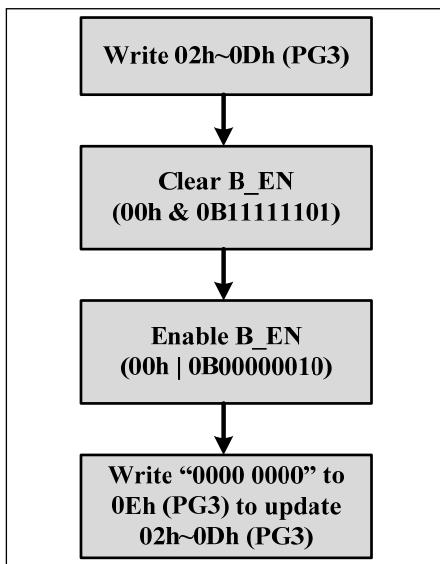 Write 02h~0Dh (PG3)
Clear B_EN
(00h & 0B11111101)
Enable B_EN
(00h | 0B00000010)
Write “0000 0000” to
0Eh (PG3) to update
02h~0Dh (PG3)